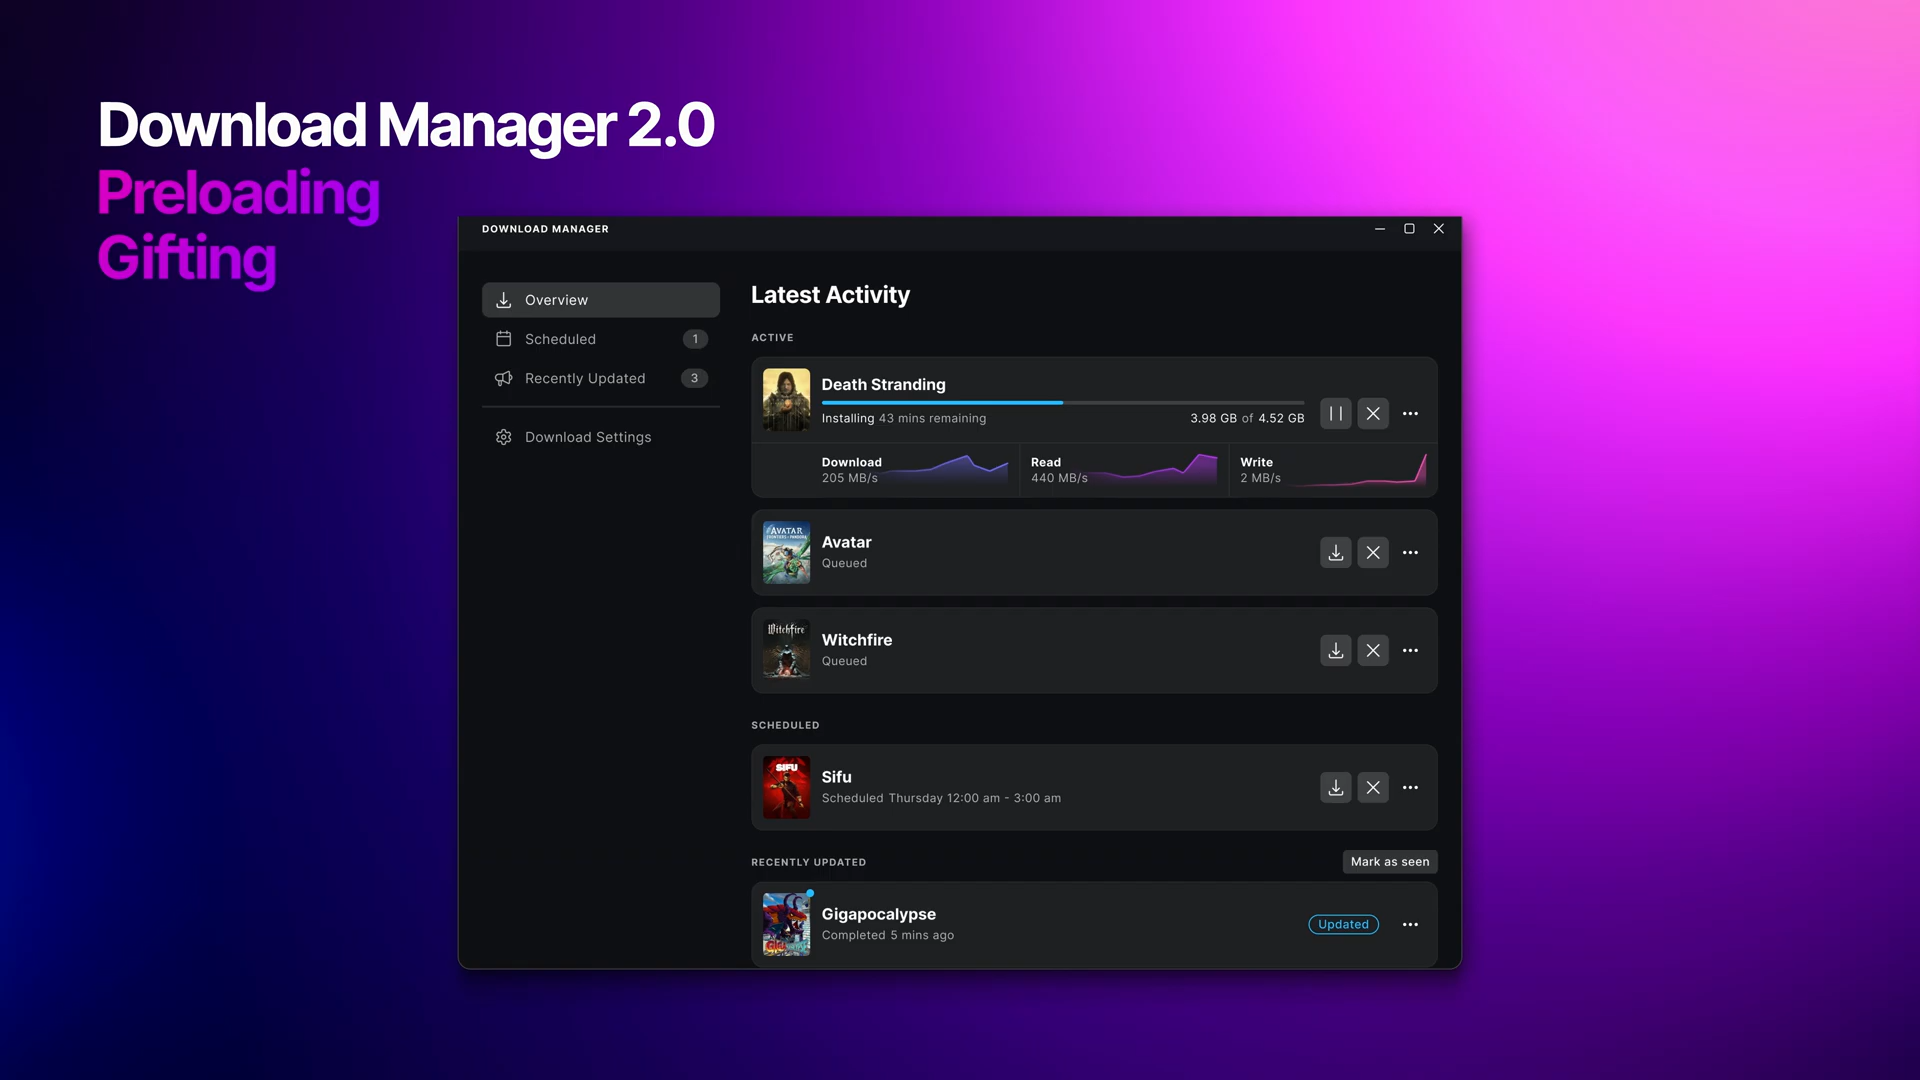 Download Manager 2.0
Preloading
Gifting
DOWNLOAD MANAGER
Overview
Scheduled 1
Recently Updated 3
Download Settings
Latest Activity
ACTIVE
Death Stranding
Installing 43 mins remaining 3.98 GB of 4.52 GB
Download Read Write
205 MB/s 440 MB/s 2 MB/s
AVATAR
Avatar
Queued
Witchfire
Witchfire
Queued
SCHEDULED
SIFU
Sifu
Scheduled Thursday 12:00 am - 3:00 am
RECENTLY UPDATED Mark as seen
Gigapocalypse
Completed 5 mins ago
Updated